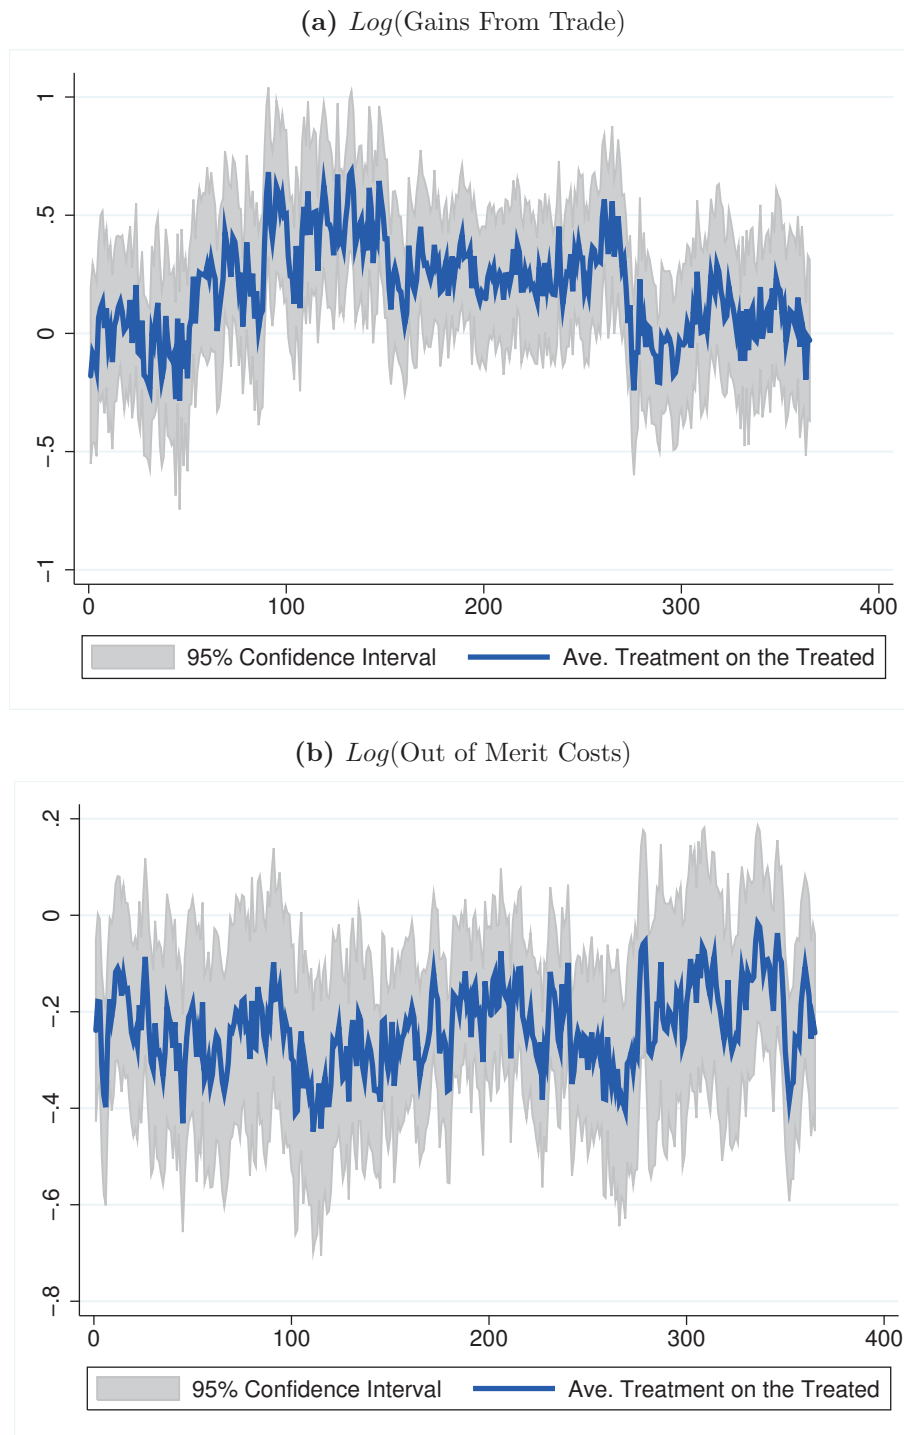 (a) Log(Gains From Trade)
1
.5
0
-.5
-1
0 100 200 300 400
95% Confidence Interval Ave. Treatment on the Treated
(b) Log(Out of Merit Costs)
.2
0
-.2
-.4
-.6
-.8
0 100 200 300 400
95% Confidence Interval Ave. Treatment on the Treated